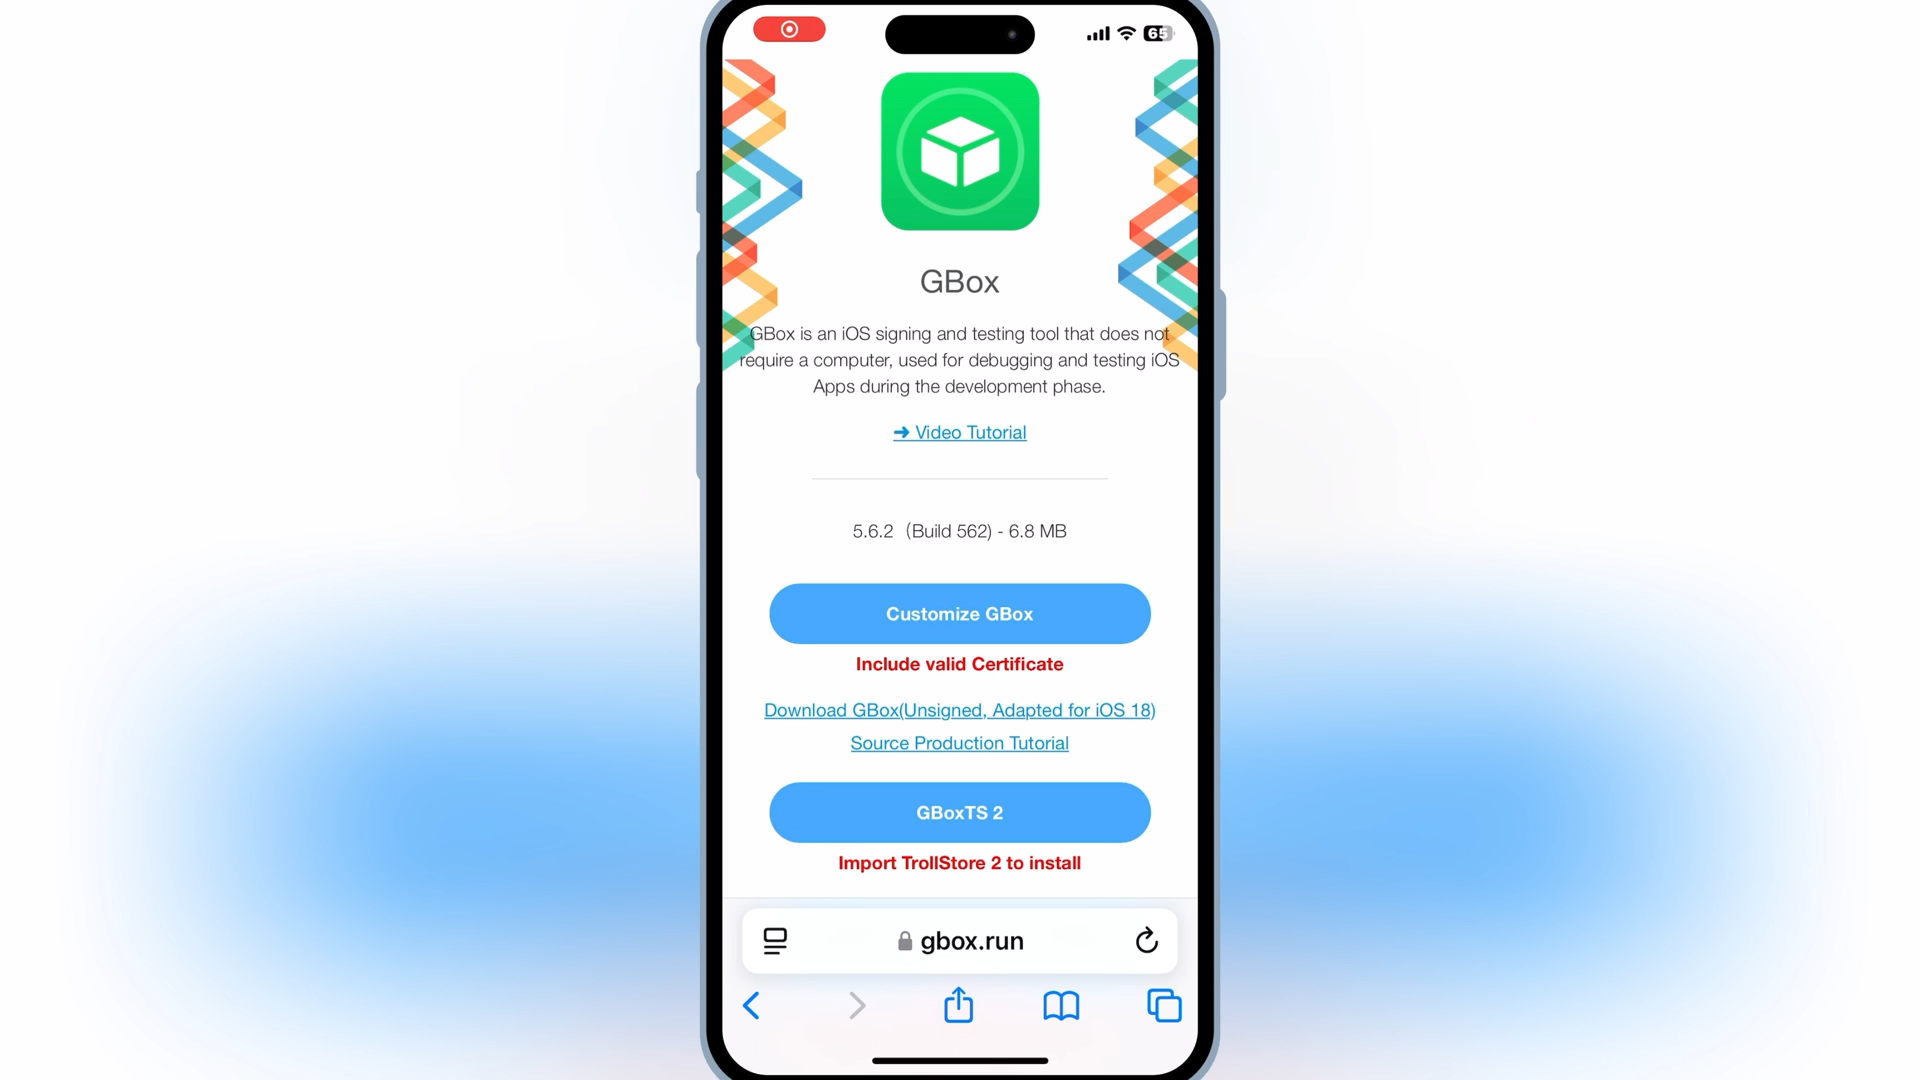 65
GBox
GBox is an iOS signing and testing tool that does not
require a computer, used for debugging and testing iOS
Apps during the development phase.
➜ Video Tutorial
5.6.2（Build 562) - 6.8 MB
Customize GBox
Include valid Certificate
Download GBox(Unsigned, Adapted for iOS 18)
Source Production Tutorial
GBoxTS 2
Import TrollStore 2 to install
gbox.run